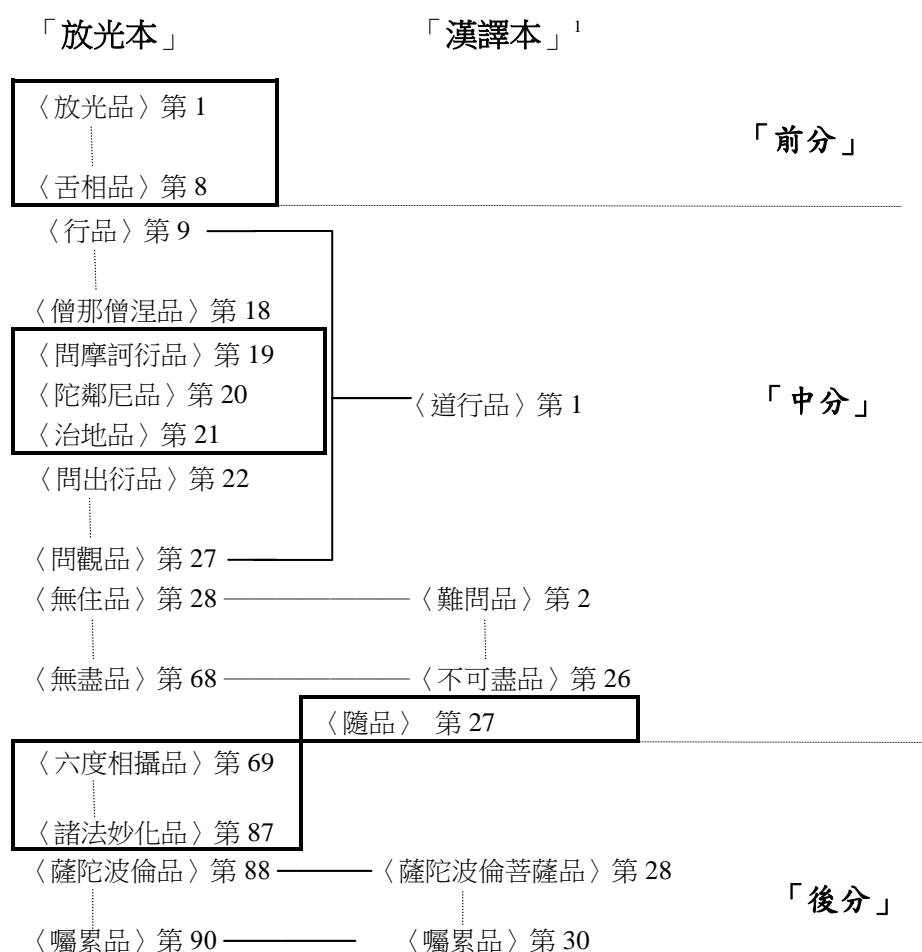 「放光本」 「漢譯本」1
〈放光品〉第 1
「前分」
〈舌相品〉第 8
〈行品〉第 9
〈僧那僧涅品〉第 18
〈問摩訶衍品〉第 19
〈陀鄰尼品〉第 20 〈道行品〉第 1 「中分」
〈治地品〉第 21
〈問出衍品〉第 22
〈問觀品〉第 27
〈無住品〉第 28 〈難問品〉第 2
〈無盡品〉第 68 〈不可盡品〉第 26
〈隨品〉 第 27
〈六度相攝品〉第 69
〈諸法妙化品〉第 87
〈薩陀波倫品〉第 88 〈薩陀波倫菩薩品〉第 28
「後分」
〈囑累品〉第 90 〈囑累品〉第 30